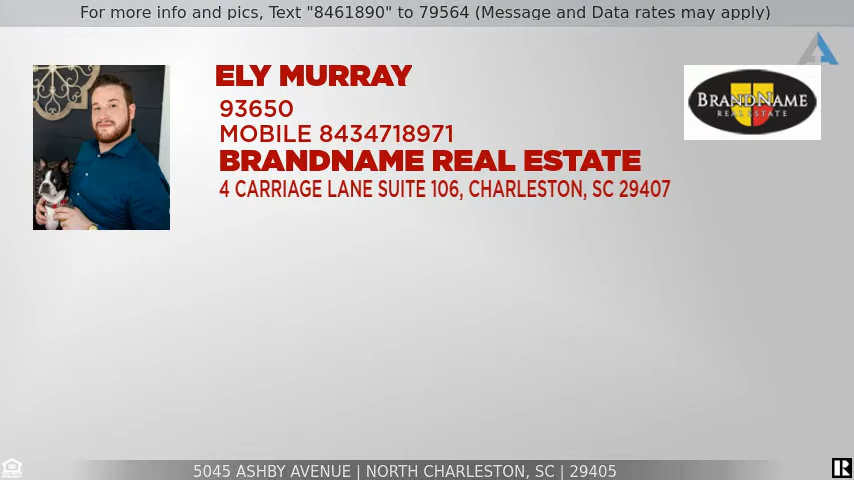 For more info and pics, Text "8461890" to 79564 (Message and Data rates may apply)
ELY MURRAY
93650
MOBILE 8434718971
BRANDNAME REAL ESTATE
4 CARRIAGE LANE SUITE 106, CHARLESTON, SC 29407
BRANDNAME
REAL ESTATE
5045 ASHBY AVENUE | NORTH CHARLESTON, SC | 29405